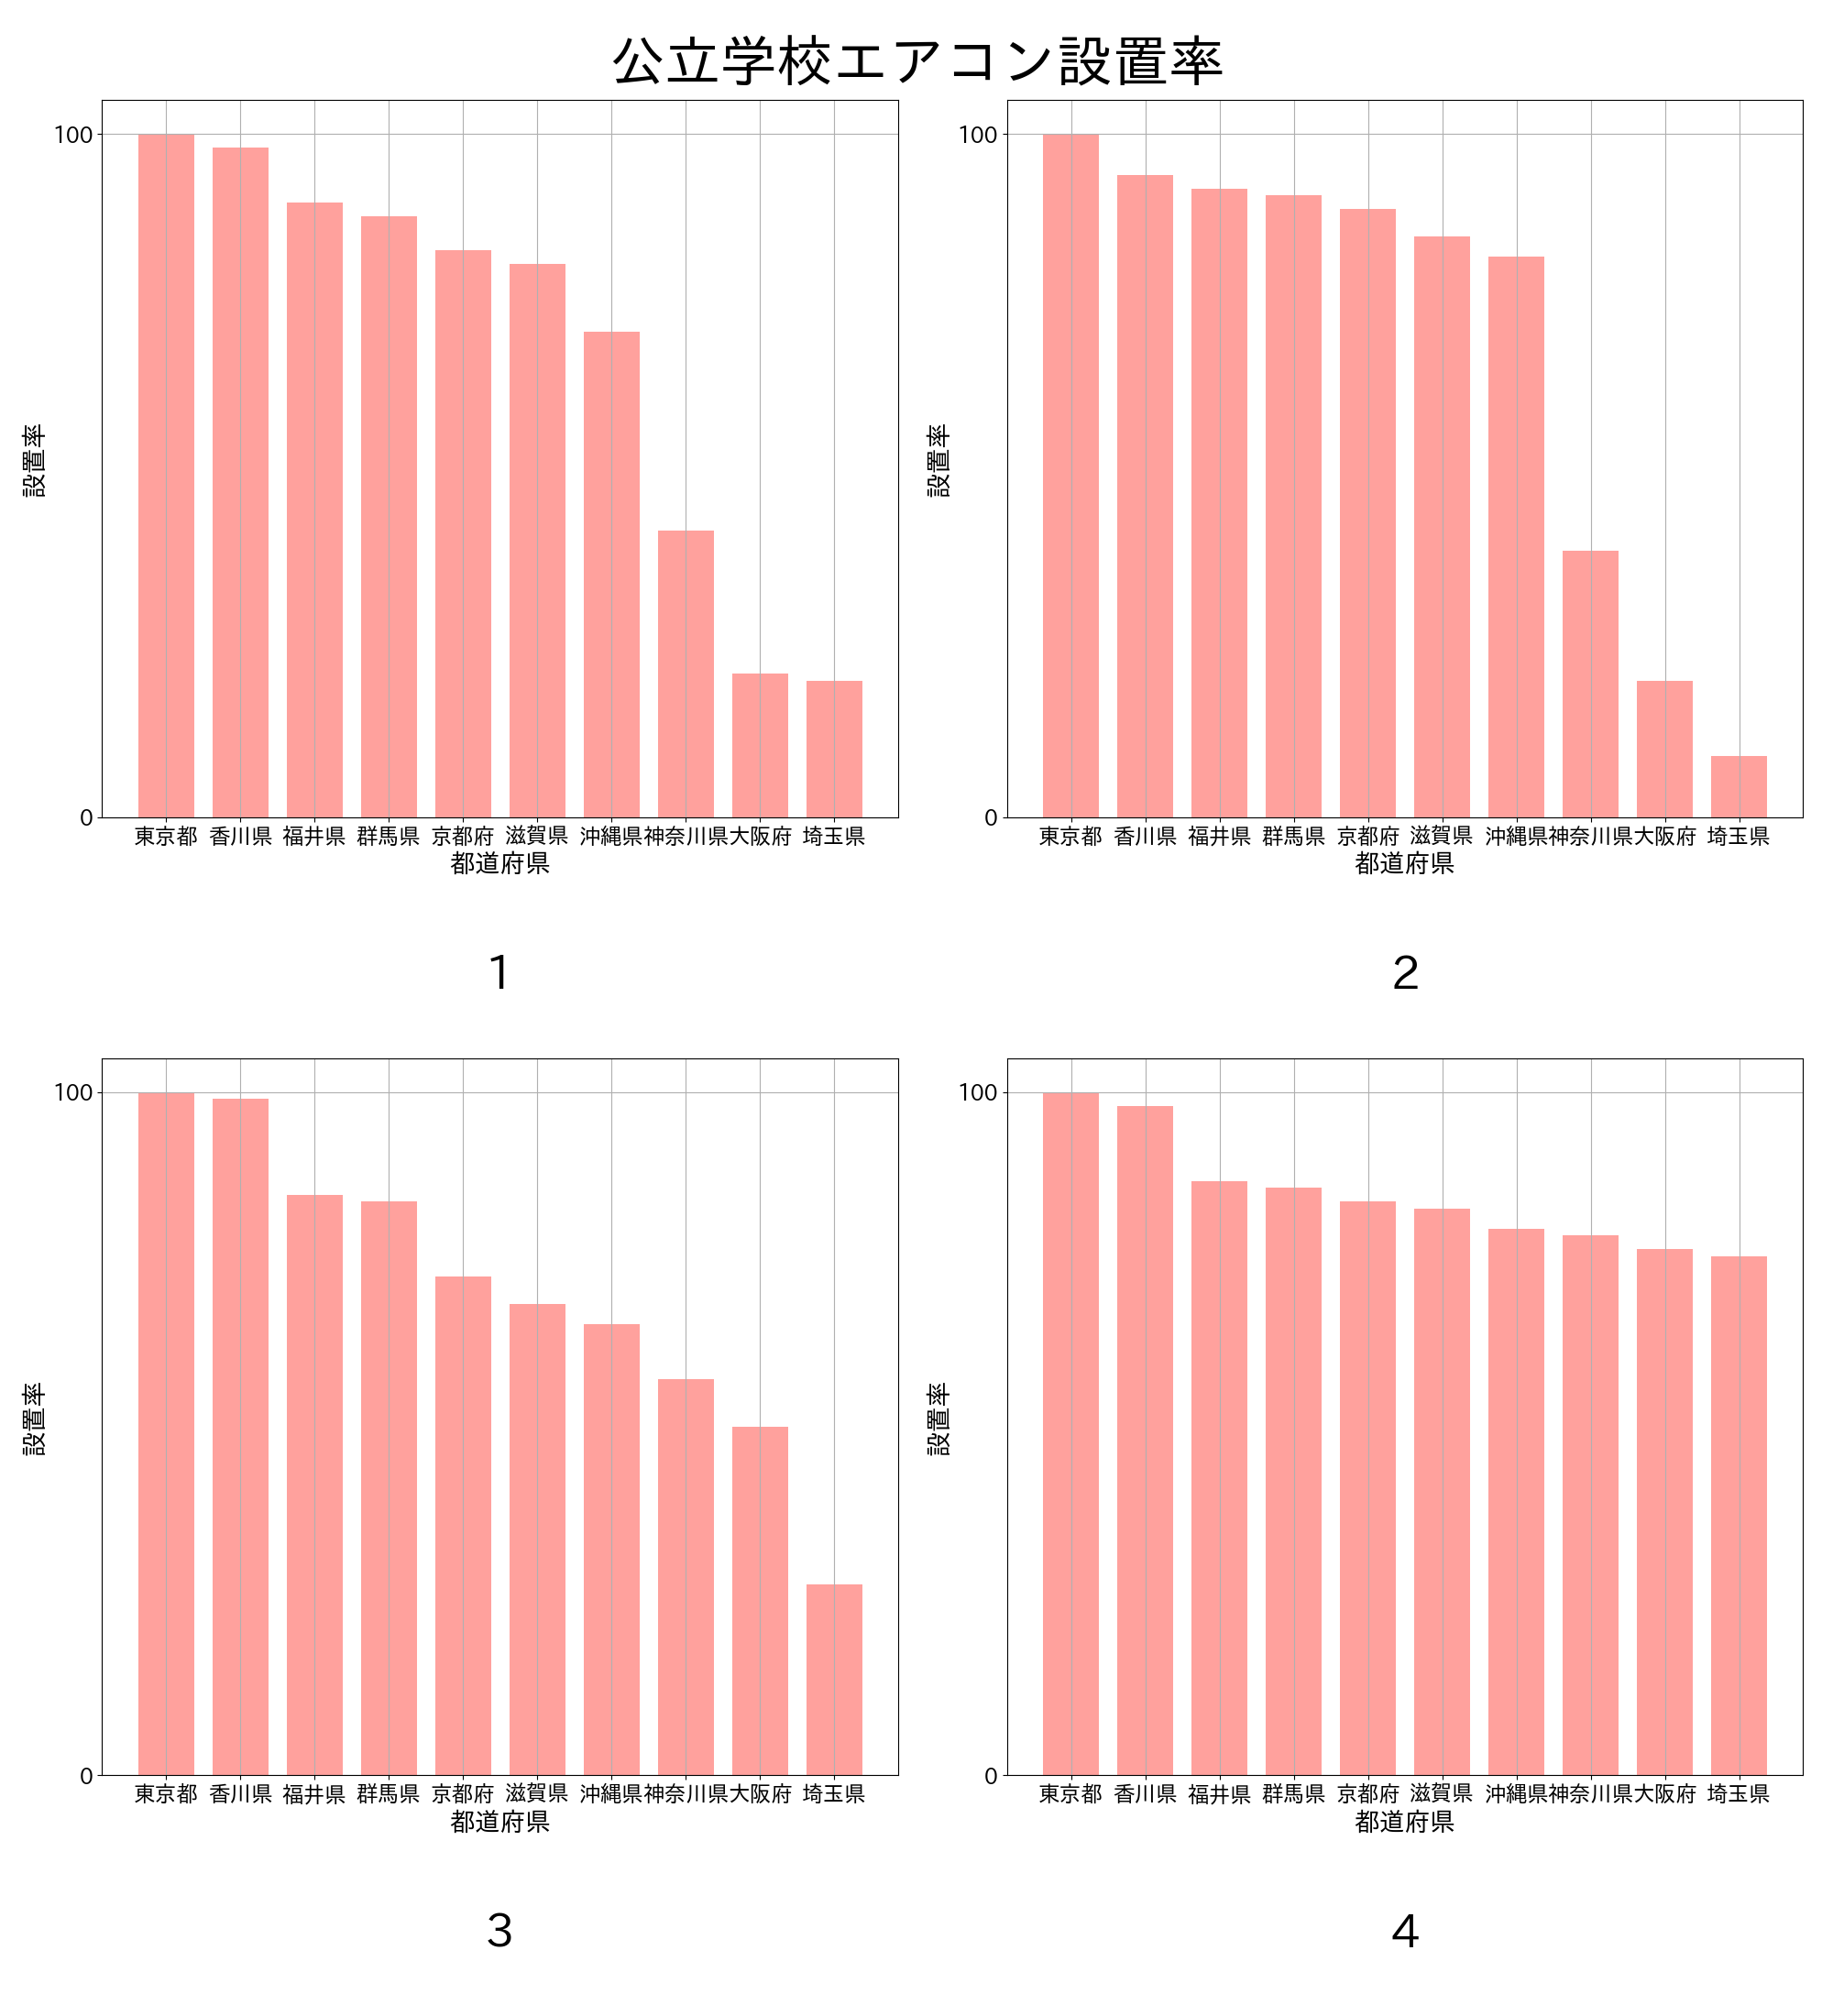 公立学校エアコン設置率
100
0
設置率
東京都 香川県 福井県 群馬県 京都府 滋賀県 沖縄県 神奈川県 大阪府 埼玉県
都道府県
1
100
0
設置率
東京都 香川県 福井県 群馬県 京都府 滋賀県 沖縄県 神奈川県 大阪府 埼玉県
都道府県
2
100
0
設置率
東京都 香川県 福井県 群馬県 京都府 滋賀県 沖縄県 神奈川県 大阪府 埼玉県
都道府県
3
100
0
設置率
東京都 香川県 福井県 群馬県 京都府 滋賀県 沖縄県 神奈川県 大阪府 埼玉県
都道府県
4